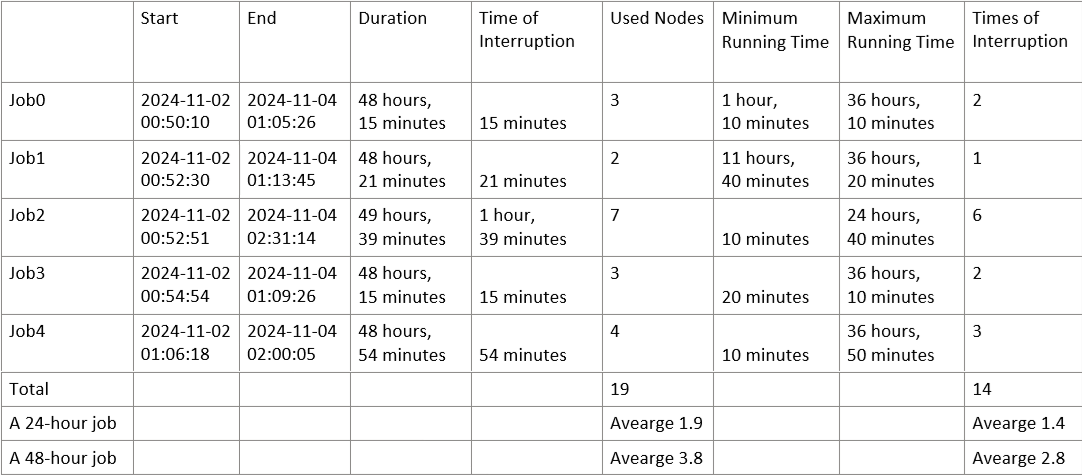 Start End Duration Time of Interruption Used Nodes Minimum Running Time Maximum Running Time Times of Interruption
Job0 2024-11-02 00:50:10 2024-11-04 01:05:26 48 hours, 15 minutes 15 minutes 3 1 hour, 10 minutes 36 hours, 10 minutes 2
Job1 2024-11-02 00:52:30 2024-11-04 01:13:45 48 hours, 21 minutes 21 minutes 2 11 hours, 40 minutes 36 hours, 20 minutes 1
Job2 2024-11-02 00:52:51 2024-11-04 02:31:14 49 hours, 39 minutes 1 hour, 39 minutes 7 10 minutes 24 hours, 40 minutes 6
Job3 2024-11-02 00:54:54 2024-11-04 01:09:26 48 hours, 15 minutes 15 minutes 3 20 minutes 36 hours, 10 minutes 2
Job4 2024-11-02 01:06:18 2024-11-04 02:00:05 48 hours, 54 minutes 54 minutes 4 10 minutes 36 hours, 50 minutes 3
Total 19 14
A 24-hour job Avearge 1.9 Avearge 1.4
A 48-hour job Avearge 3.8 Avearge 2.8